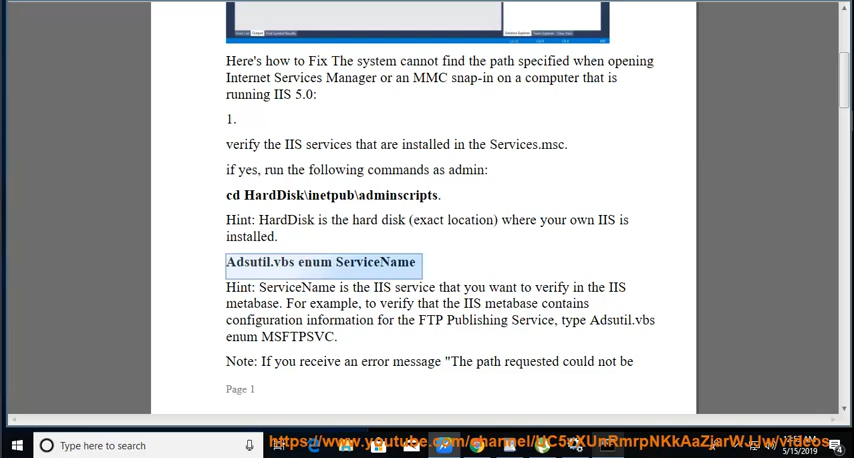 Here's how to Fix The system cannot find the path specified when opening
Internet Services Manager or an MMC snap-in on a computer that is
running IIS 5.0:
1.
verify the IIS services that are installed in the Services.msc.
if yes, run the following commands as admin:
cd HardDisk\inetpub\adminscripts.
Hint: HardDisk is the hard disk (exact location) where your own IIS is
installed.
Adsutil.vbs enum ServiceName
Hint: ServiceName is the IIS service that you want to verify in the IIS
metabase. For example, to verify that the IIS metabase contains
configuration information for the FTP Publishing Service, type Adsutil.vbs
enum MSFTPSVC.
Note: If you receive an error message "The path requested could not be
Page 1
Type here to search
5/15/2019
4